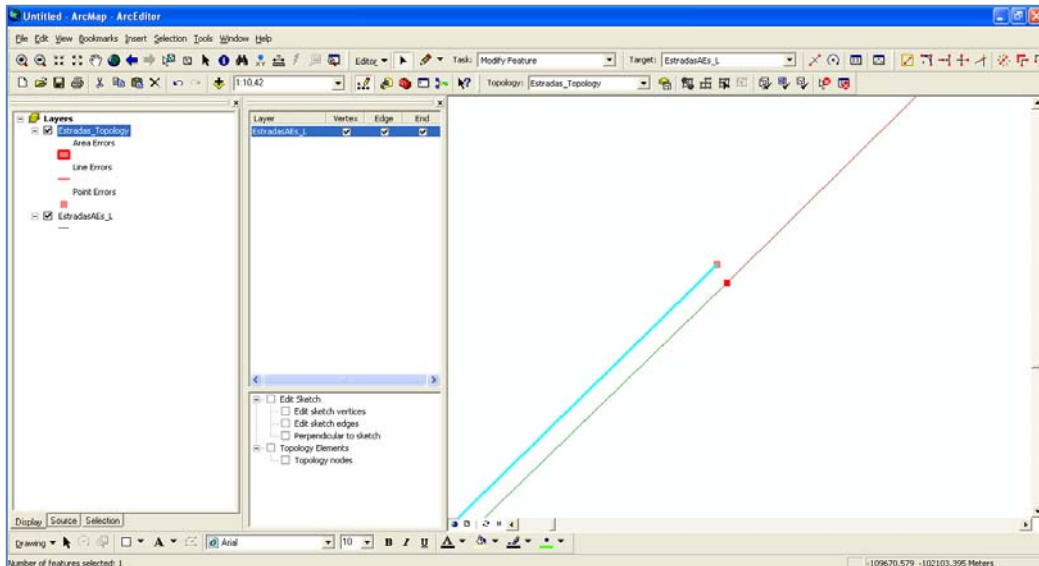 Untitled - ArcMap - ArcEditor
File Edit View Bookmarks Insert Selection Tools Window Help
Editor Task: Modify Feature Target: EstradasAEs_L
1:10,42 Topology: Estradas_Topology
Layers
Estradas_Topology
Area Errors
Line Errors
Point Errors
EstradasAEs_L
Layer Vertex Edge End
EstradasAEs_L
Edit Sketch
Edit sketch vertices
Edit sketch edges
Perpendicular to sketch
Topology Elements
Topology nodes
Display Source Selection
Drawing A Arial 10 B I U A
Number of features selected: 1
-109670,579 -102103,395 Meters